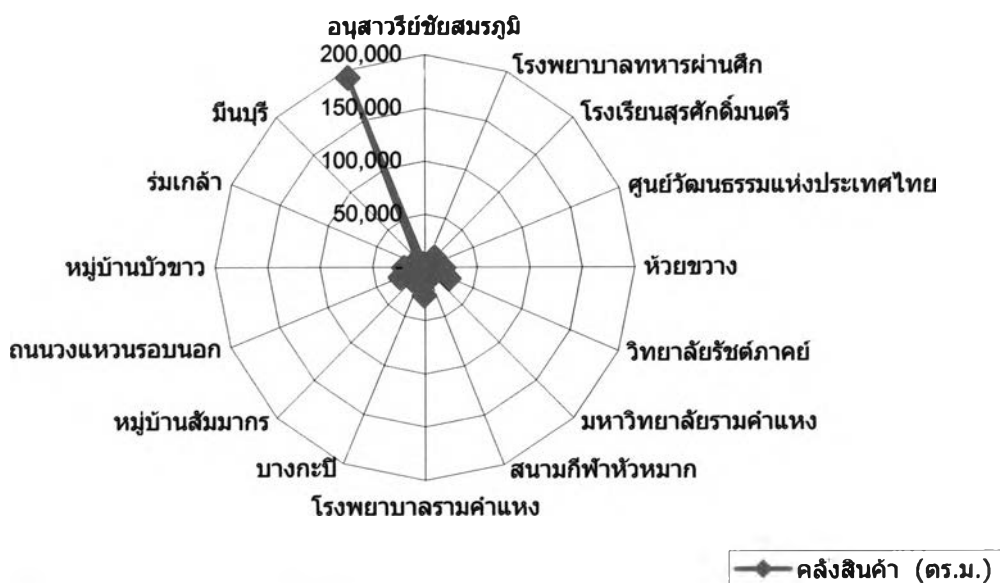 อนุสาวรีย์ชัยสมรภูมิ
200,000
โรงพยาบาลทหารผ่านศึก
150,000
มีนบุรี
โรงเรียนสุรศักดิ์มนตรี
100,000
ร่มเกล้า
ศูนย์วัฒนธรรมแห่งประเทศไทย
50,000
-
หมู่บ้านบัวขาว
ห้วยขวาง
ถนนวงแหวนรอบนอก
วิทยาลัยรัชต์ภาคย์
หมู่บ้านสัมมากร
มหาวิทยาลัยรามคำแหง
บางกะปิ
สนามกีฬาหัวหมาก
โรงพยาบาลรามคำแหง
คลังสินค้า (ตร.ม.)